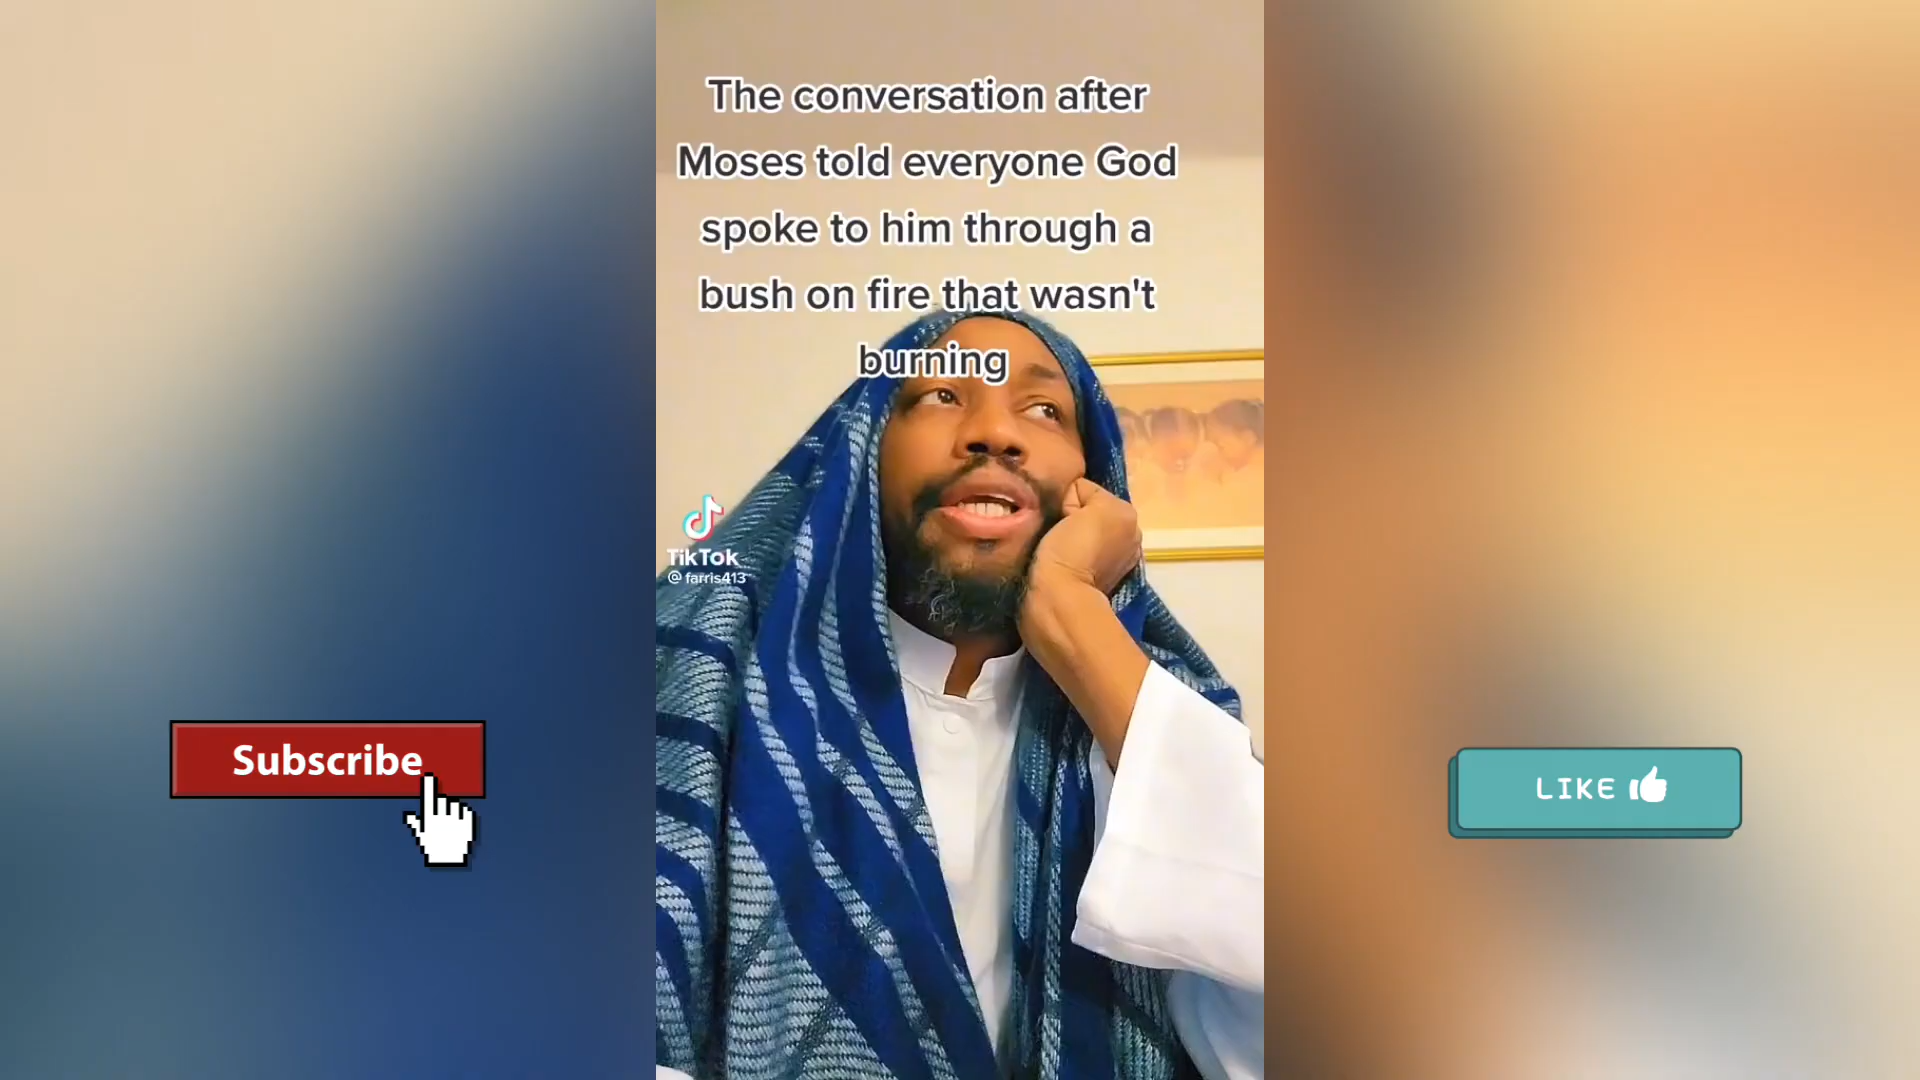 The conversation after
Moses told everyone God
spoke to him through a
bush on fire that wasn't
burning
TikTok
@farris413
Subscribe
LIKE